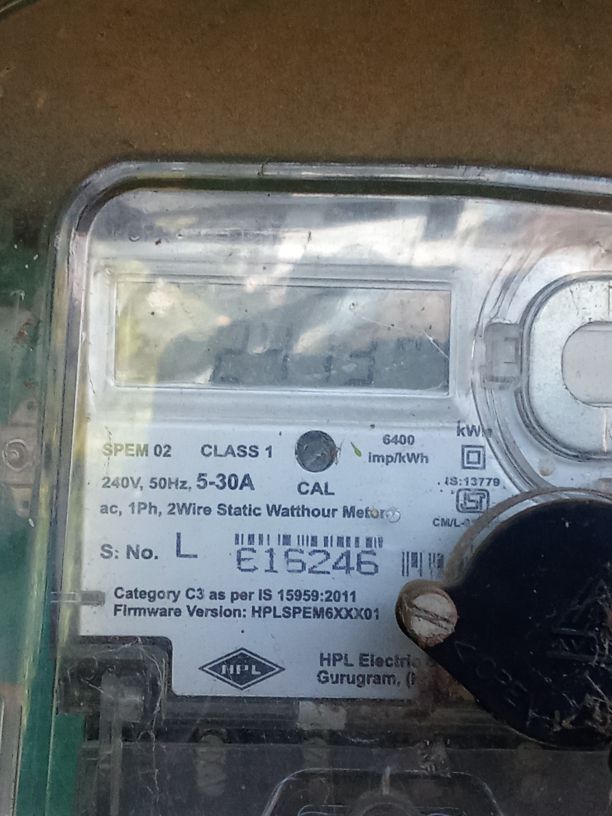 SPEM 02 CLASS 1
6400
imp/kWh
kWh
240V, 50Hz, 5-30A
CAL
IS:13779
ac, 1Ph, 2Wire Static Watthour Meter
CM/L-
S: No. L E16246
Category C3 as per IS 15959:2011
Firmware Version: HPLSPEM6XXX01
HPL
HPL Electric
Gurugram,